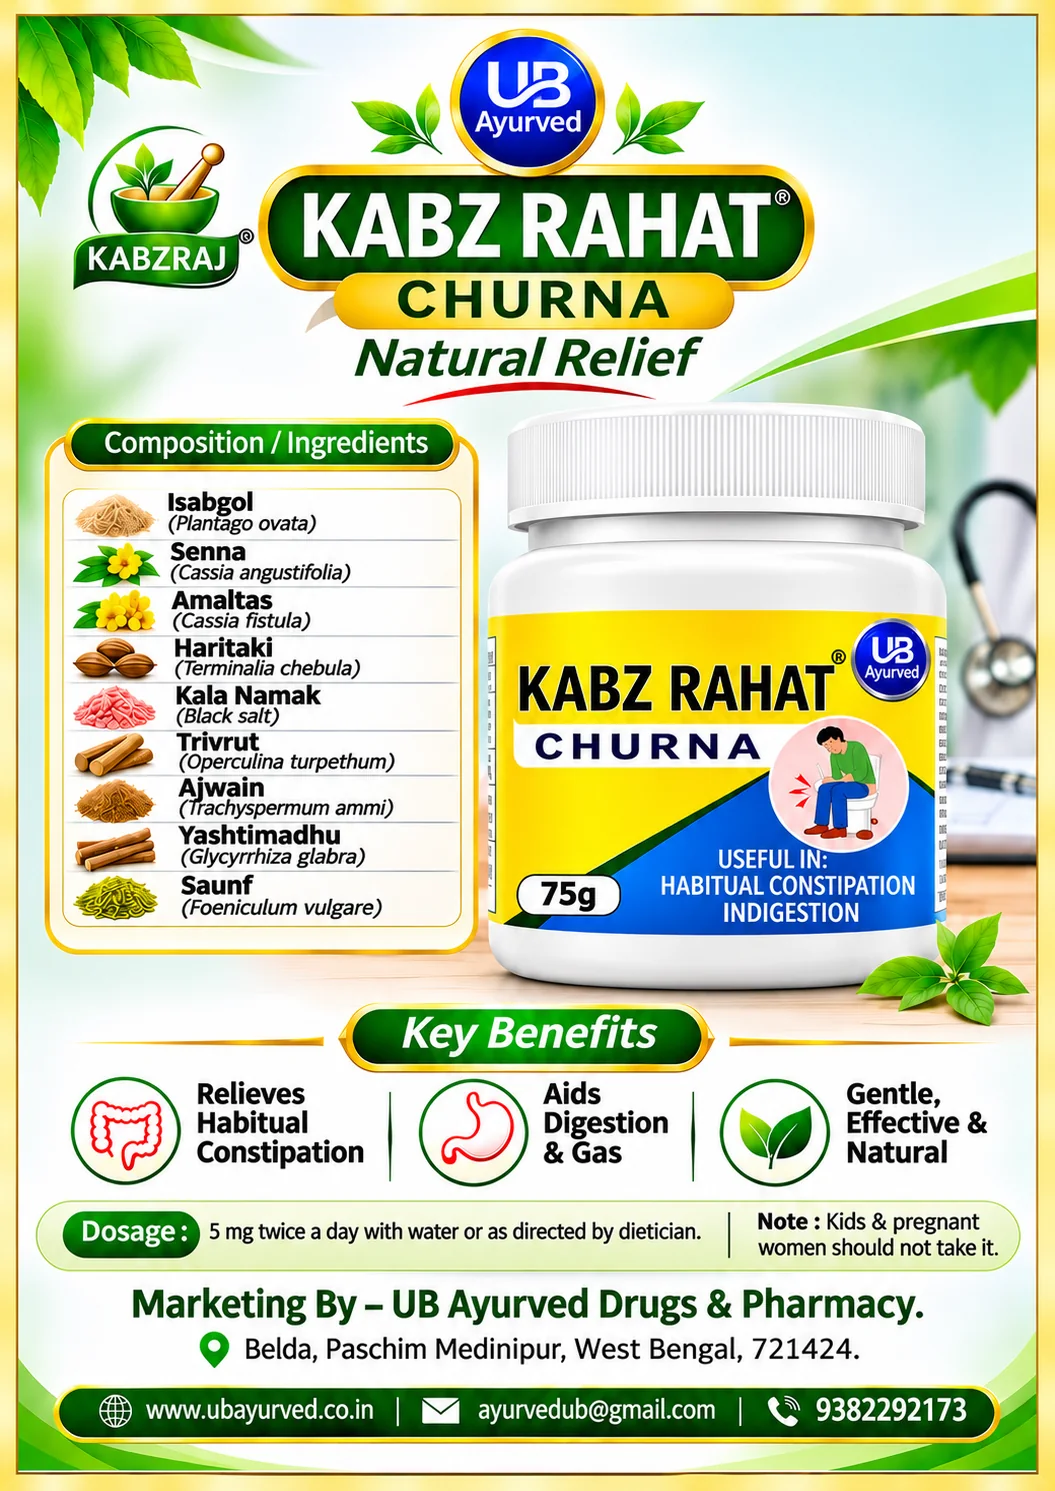 UB
Ayurved
KABZRAJ®
KABZ RAHAT®
CHURNA
Natural Relief
Composition / Ingredients
Isabgol
(Plantago ovata)
Senna
(Cassia angustifolia)
Amaltas
(Cassia fistula)
Haritaki
(Terminalia chebula)
Kala Namak
(Black salt)
Trivrut
(Operculina turpethum)
Ajwain
(Trachyspermum ammi)
Yashtimadhu
(Glycyrrhiza glabra)
Saunf
(Foeniculum vulgare)
KABZ RAHAT®
UB
Ayurved
CHURNA
USEFUL IN:
HABITUAL CONSTIPATION
INDIGESTION
75g
Key Benefits
Relieves
Habitual
Constipation
Aids
Digestion
& Gas
Gentle,
Effective &
Natural
Dosage: 5 mg twice a day with water or as directed by dietician.
Note : Kids & pregnant
women should not take it.
Marketing By – UB Ayurved Drugs & Pharmacy.
Belda, Paschim Medinipur, West Bengal, 721424.
www.ubayurved.co.in | ayurvedub@gmail.com | 9382292173